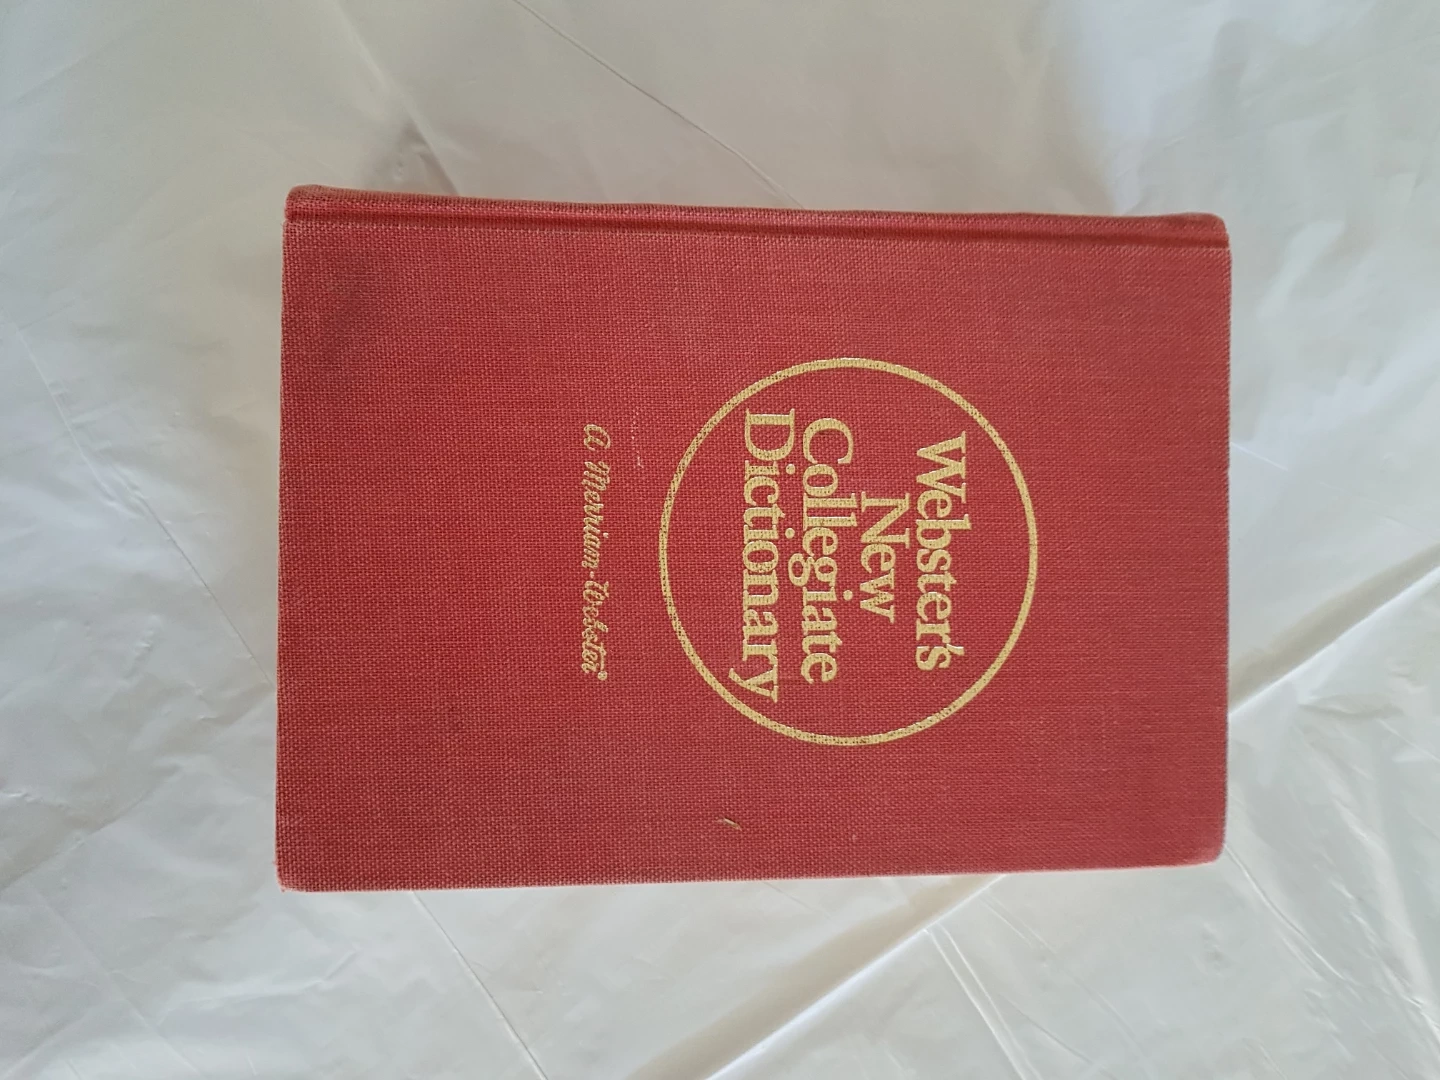 Webster's
New
Collegiate
Dictionary
a Merriam-Webster®